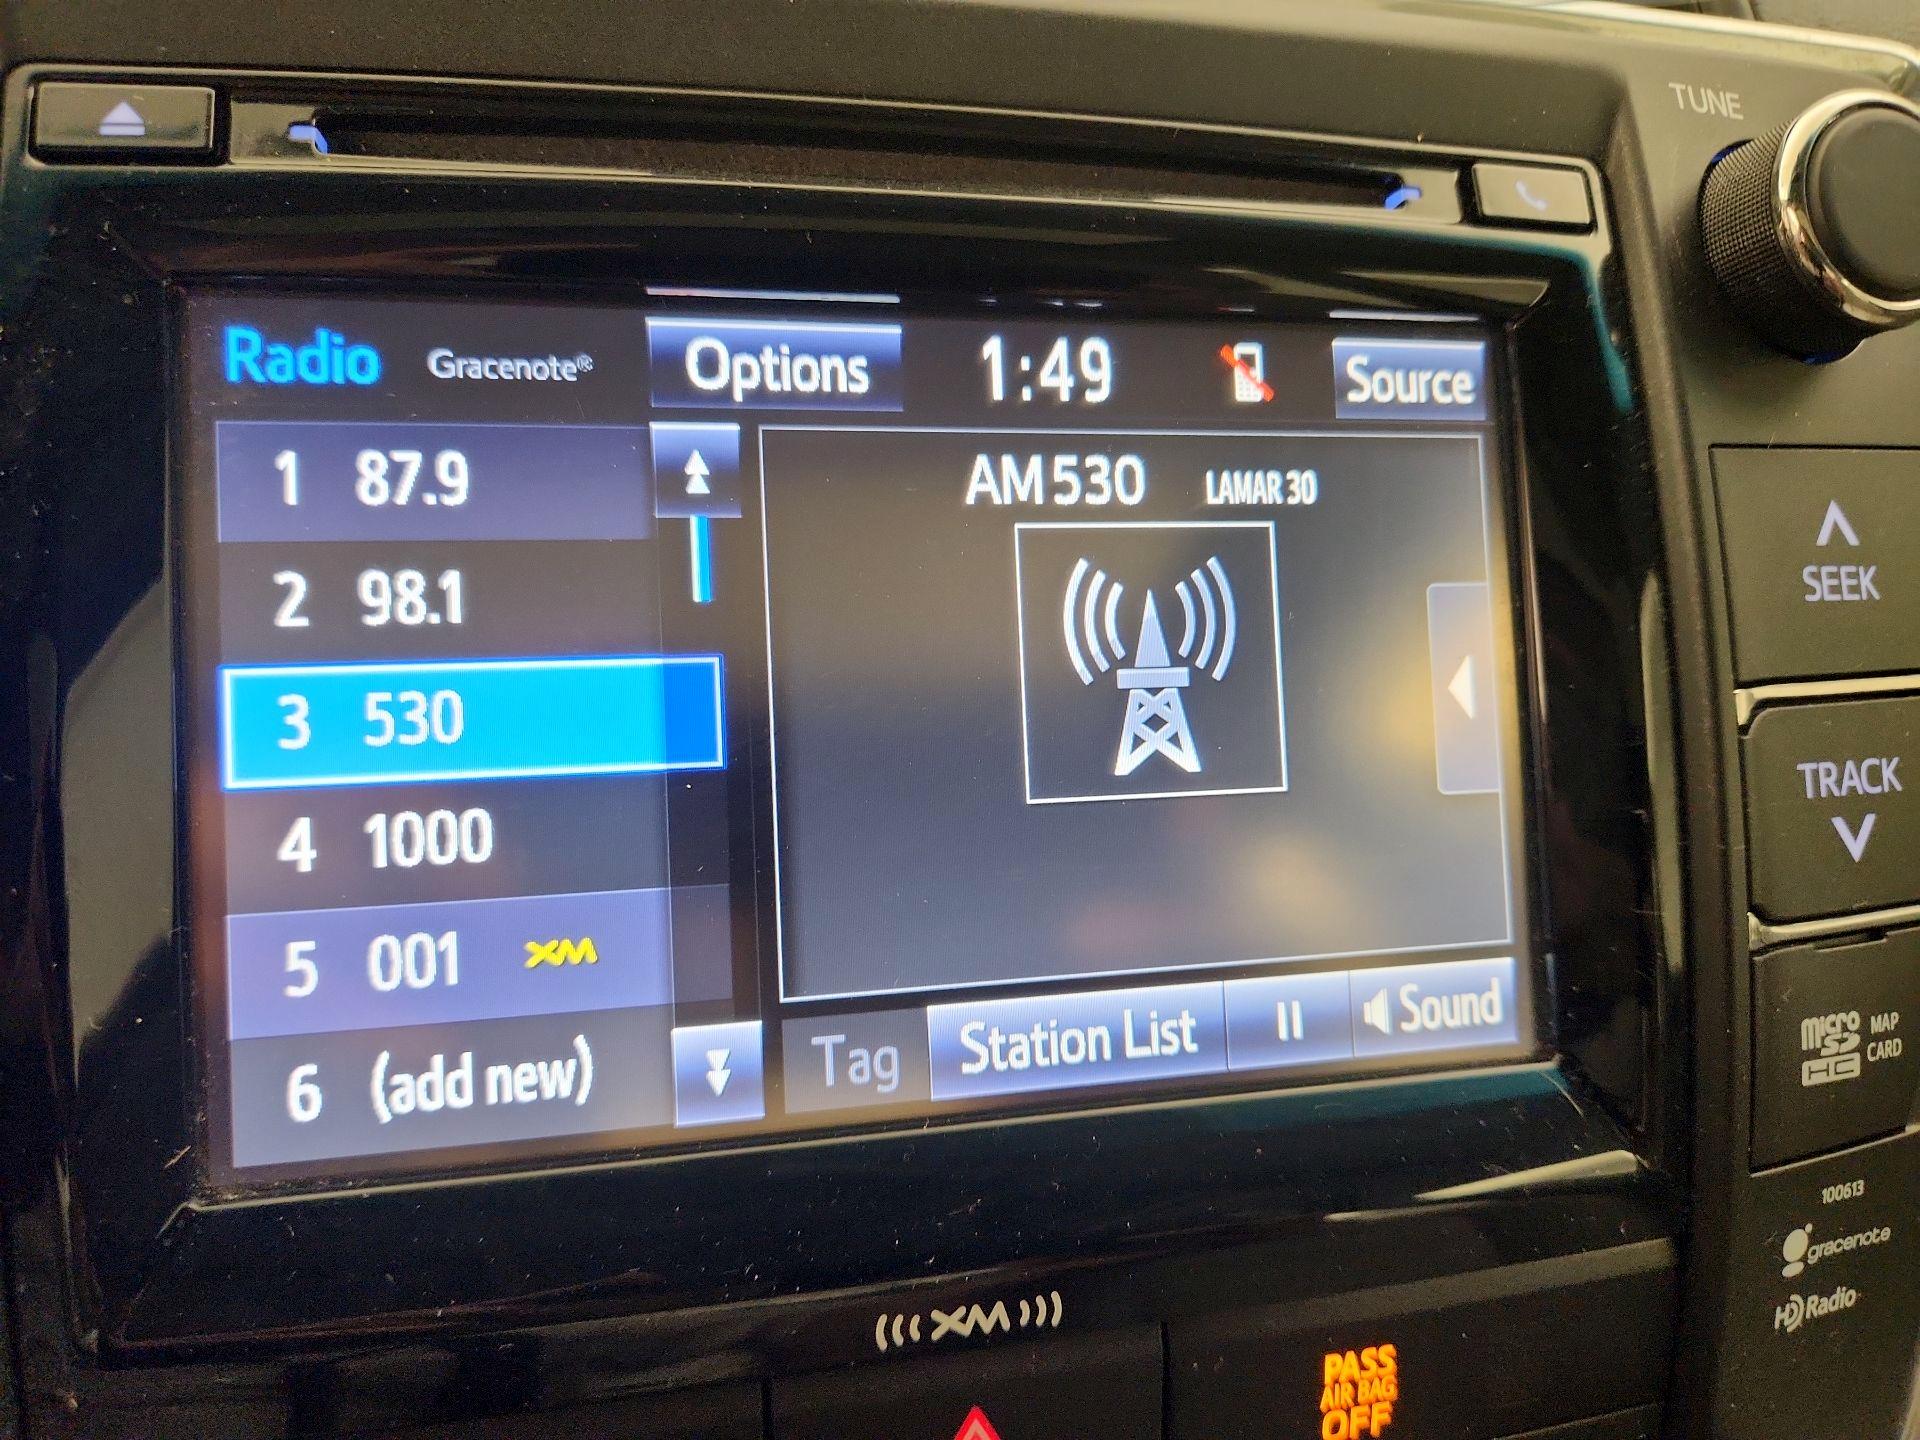 TUNE
Radio Gracenote® Options 1:49 Source
1 87.9
2 98.1
3 530
4 1000
5 001 XM
6 (add new)
AM530 LAMAR 30
Tag Station List Sound
SEEK
TRACK
micro SD HC MAP CARD
100613
gracenote
HD Radio
XM
PASS
AIR BAG
OFF